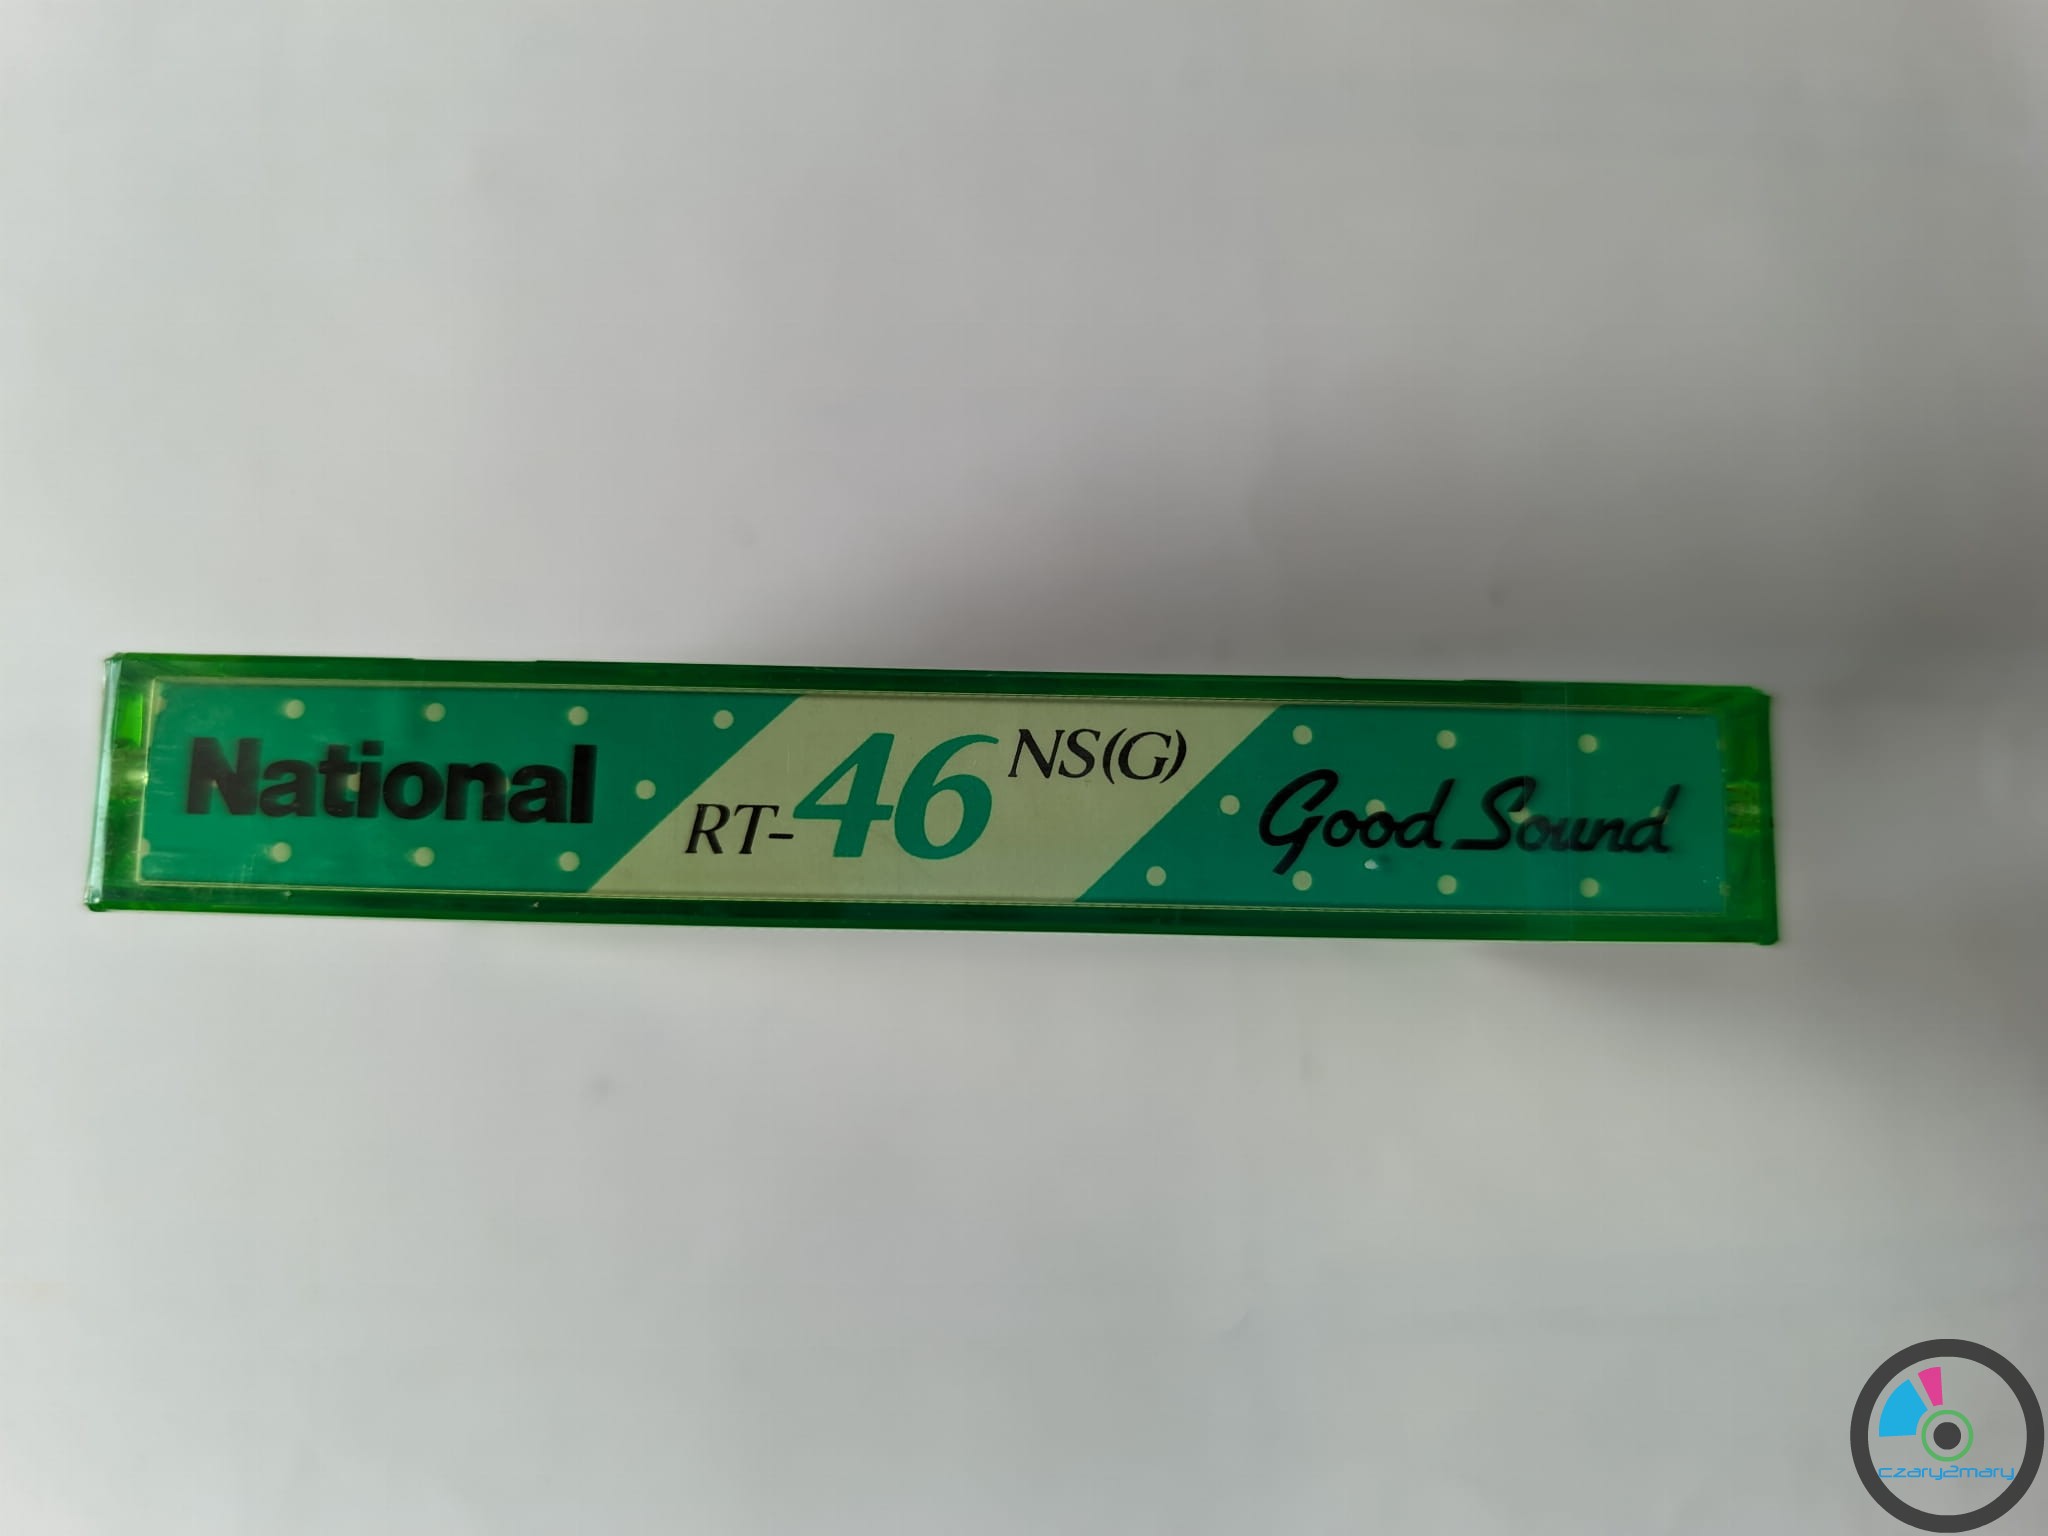 National
RT-46 NS(G)
Good Sound
czary2mary